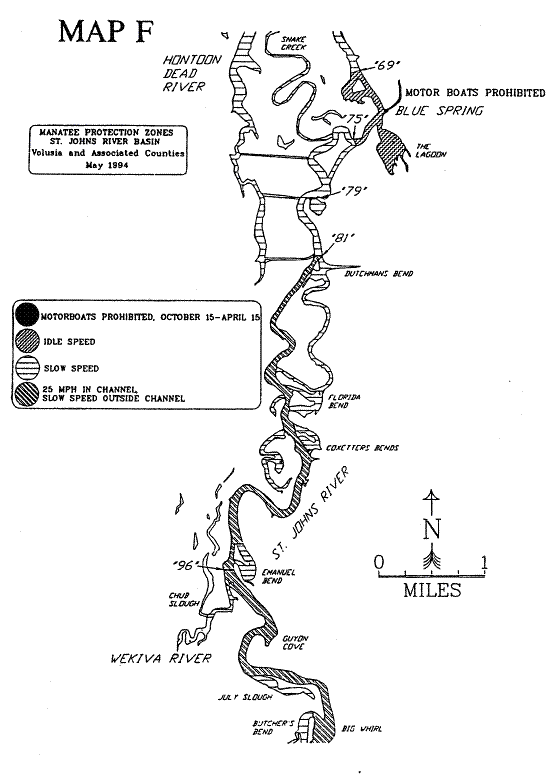 MAP F
SNAKE
CREEK
HONTOON
DEAD
RIVER
"69"
MOTOR BOATS PROHIBITED
BLUE SPRING
"75"
THE
LAGOON
MANATEE PROTECTION ZONES
ST. JOHNS RIVER BASIN
Volusia and Associated Counties
May 1994
"79"
"81"
DUTCHMANS BEND
MOTORBOATS PROHIBITED, OCTOBER 15-APRIL 15
IDLE SPEED
SLOW SPEED
25 MPH IN CHANNEL,
SLOW SPEED OUTSIDE CHANNEL
FLORIDA
BEND
COXETTERS BENDS
ST. JOHNS RIVER
N
0 1
MILES
"96"
EMANUEL
BEND
CHUB
SLOUGH
GUYON
COVE
WEKIVA RIVER
JULY SLOUGH
BUTCHER'S
BEND
BIG WHIRL